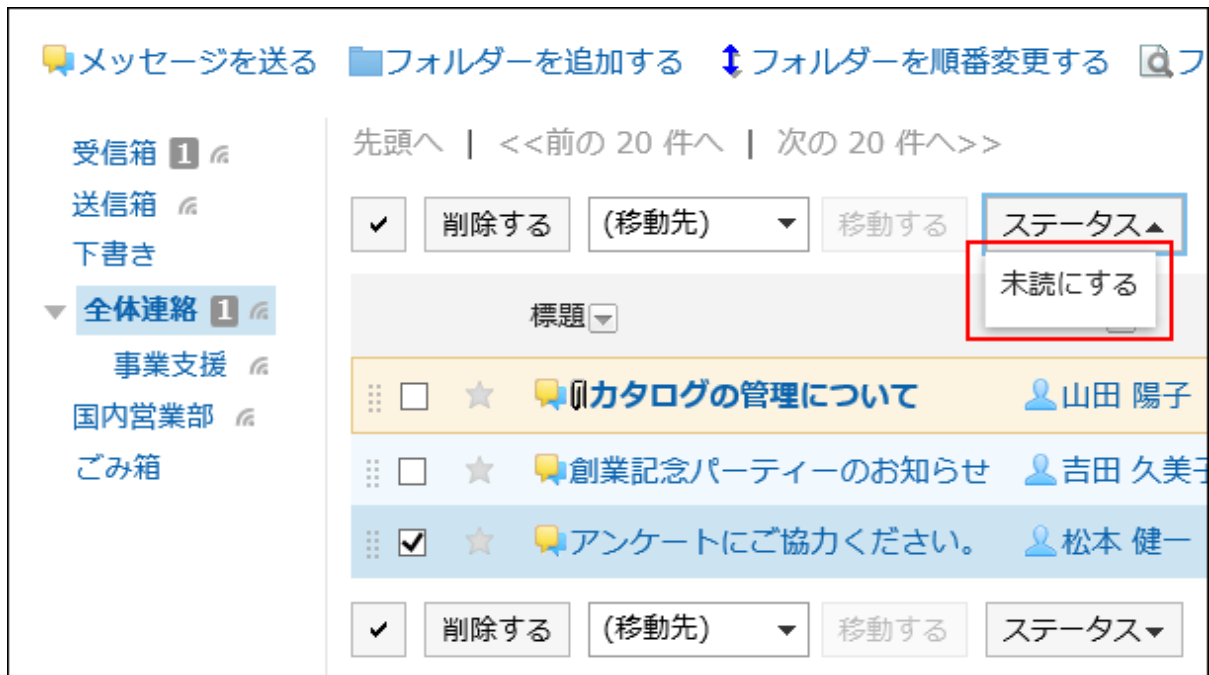 メッセージを送る フォルダーを追加する フォルダーを順番変更する フ
受信箱 1
送信箱
下書き
全体連絡 1
事業支援
国内営業部
ごみ箱
先頭へ | <<前の 20 件へ | 次の 20 件へ>>
削除する (移動先) 移動する ステータス
未読にする
標題
カタログの管理について 山田 陽子
創業記念パーティーのお知らせ 吉田 久美子
アンケートにご協力ください。 松本 健一
削除する (移動先) 移動する ステータス